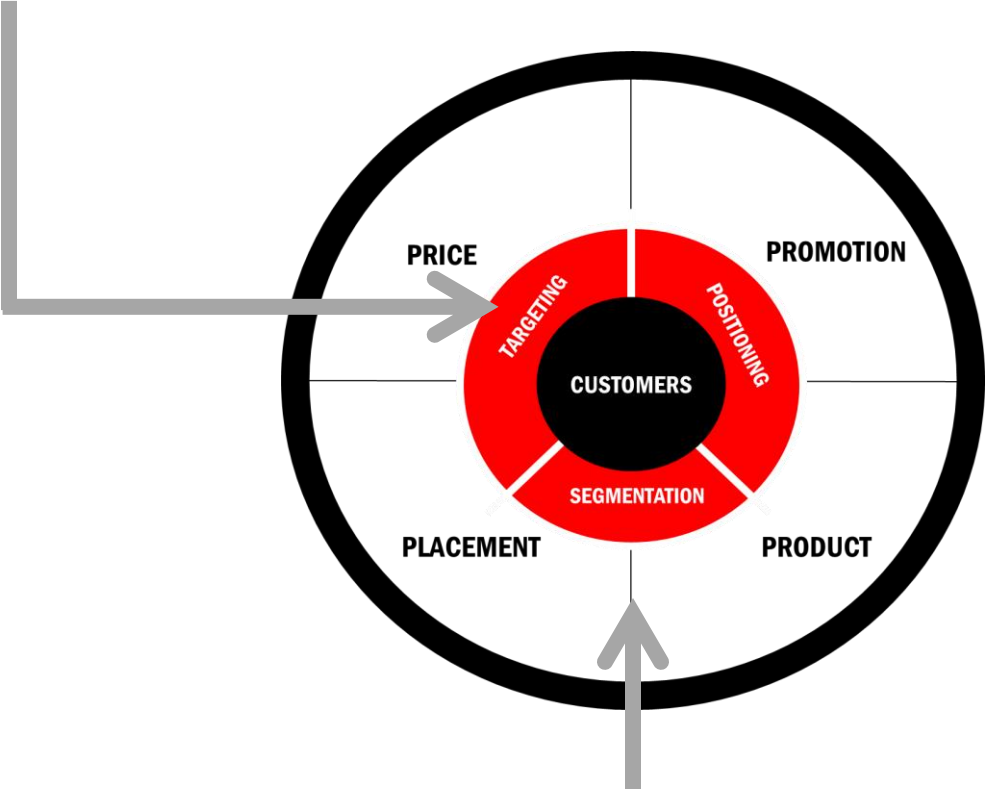 PRICE
PROMOTION
TARGETING
POSITIONING
CUSTOMERS
SEGMENTATION
PLACEMENT
PRODUCT